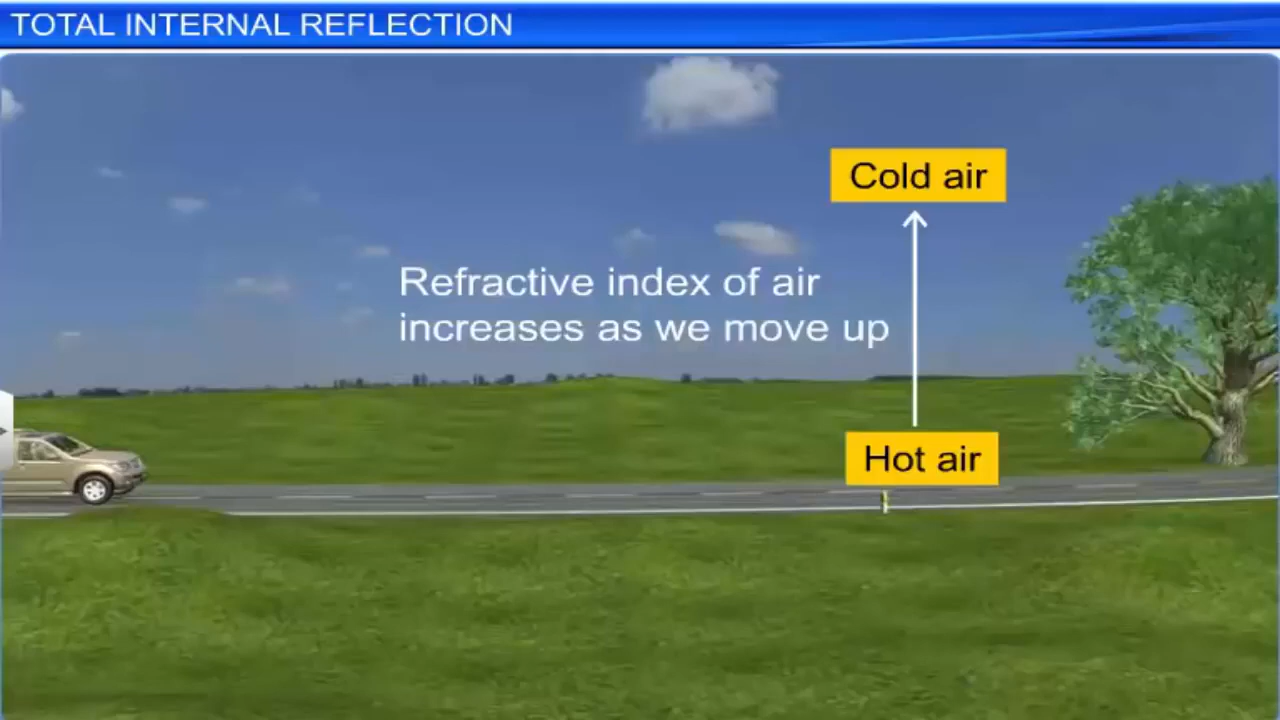 TOTAL INTERNAL REFLECTION
Cold air
Refractive index of air
increases as we move up
Hot air